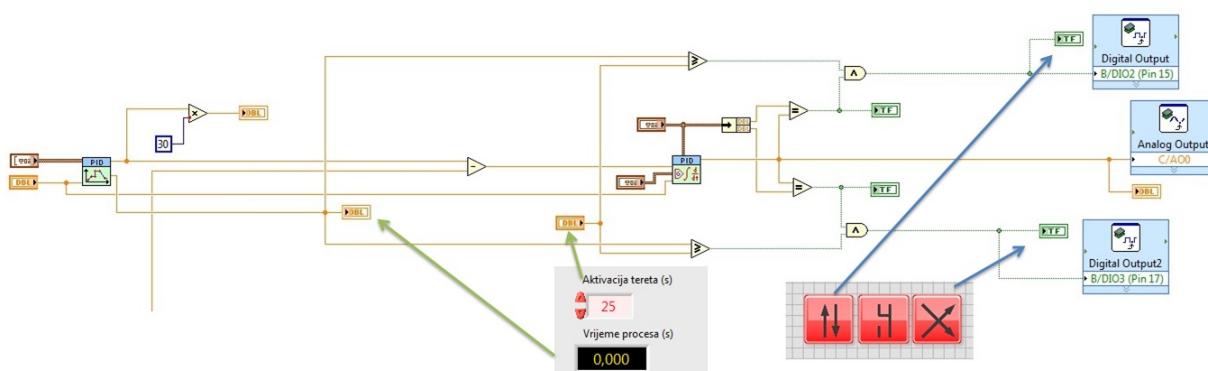 TF
Digital Output
B/DIO2 (Pin 15)
DBL
30
TF
Analog Output
C/AO0
PID
PID
DBL
TF
DBL
DBL
DBL
TF
Digital Output2
B/DIO3 (Pin 17)
Aktivacija tereta (s)
25
Vrijeme procesa (s)
0,000